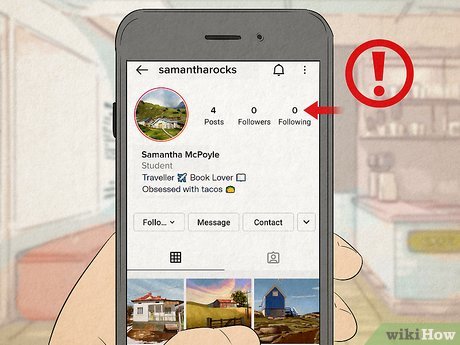 samantharocks
4 0 0
Posts Followers Following
Samantha McPoyle
Student
Traveller ✈️ Book Lover 📖
Obsessed with tacos 🌮
Follo... Message Contact
wikiHow